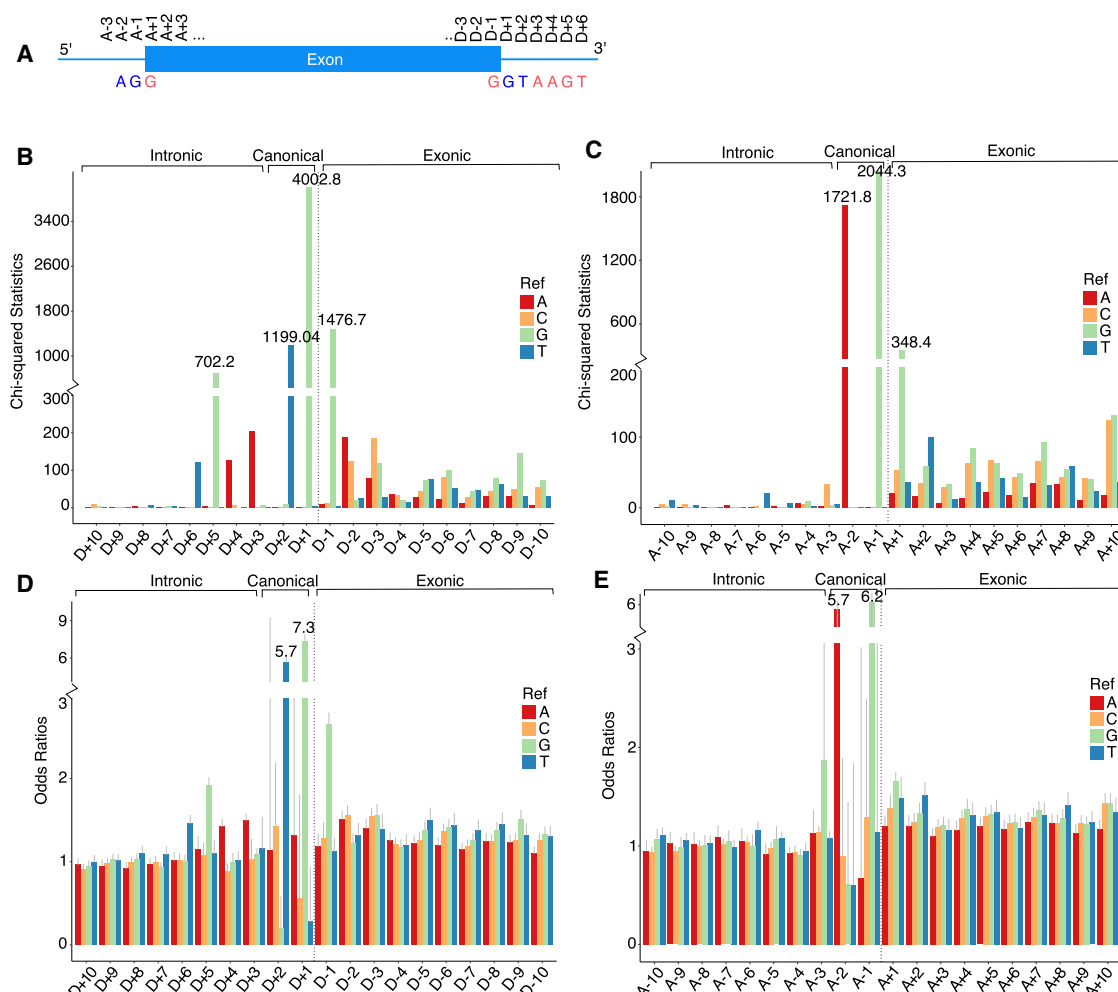 A
A-3
A-2
A-1
A+1
A+2
A+3
...
..
D-3
D-2
D-1
D+1
D+2
D+3
D+4
D+5
D+6
5'
Exon
3'
A G G
G G T A A G T
B
Intronic
Canonical
Exonic
4002.8
1476.7
1199.04
702.2
Chi-squared Statistics
3400
2600
1800
1000
300
200
100
0
Ref
A
C
G
T
D+10
D+9
D+8
D+7
D+6
D+5
D+4
D+3
D+2
D+1
D-1
D-2
D-3
D-4
D-5
D-6
D-7
D-8
D-9
D-10
C
Intronic
Canonical
Exonic
2044.3
1721.8
348.4
Chi-squared Statistics
1800
1200
600
200
100
0
Ref
A
C
G
T
A-10
A-9
A-8
A-7
A-6
A-5
A-4
A-3
A-2
A-1
A+1
A+2
A+3
A+4
A+5
A+6
A+7
A+8
A+9
A+10
D
Intronic
Canonical
Exonic
7.3
5.7
Odds Ratios
9
6
3
2
1
0
Ref
A
C
G
T
D+10
D+9
D+8
D+7
D+6
D+5
D+4
D+3
D+2
D+1
D-1
D-2
D-3
D-4
D-5
D-6
D-7
D-8
D-9
D-10
E
Intronic
Canonical
Exonic
5.7
6.2
Odds Ratios
6
3
2
1
0
Ref
A
C
G
T
A-10
A-9
A-8
A-7
A-6
A-5
A-4
A-3
A-2
A-1
A+1
A+2
A+3
A+4
A+5
A+6
A+7
A+8
A+9
A+10